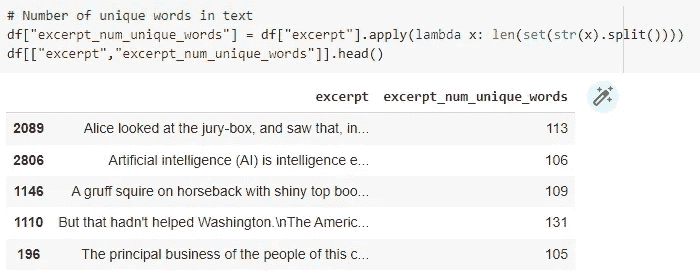 # Number of unique words in text
df["excerpt_num_unique_words"] = df["excerpt"].apply(lambda x: len(set(str(x).split())))
df[["excerpt","excerpt_num_unique_words"]].head()
excerpt excerpt_num_unique_words
2089 Alice looked at the jury-box, and saw that, in... 113
2806 Artificial intelligence (AI) is intelligence e... 106
1146 A gruff squire on horseback with shiny top boo... 109
1110 But that hadn't helped Washington.\nThe Americ... 131
196 The principal business of the people of this c... 105